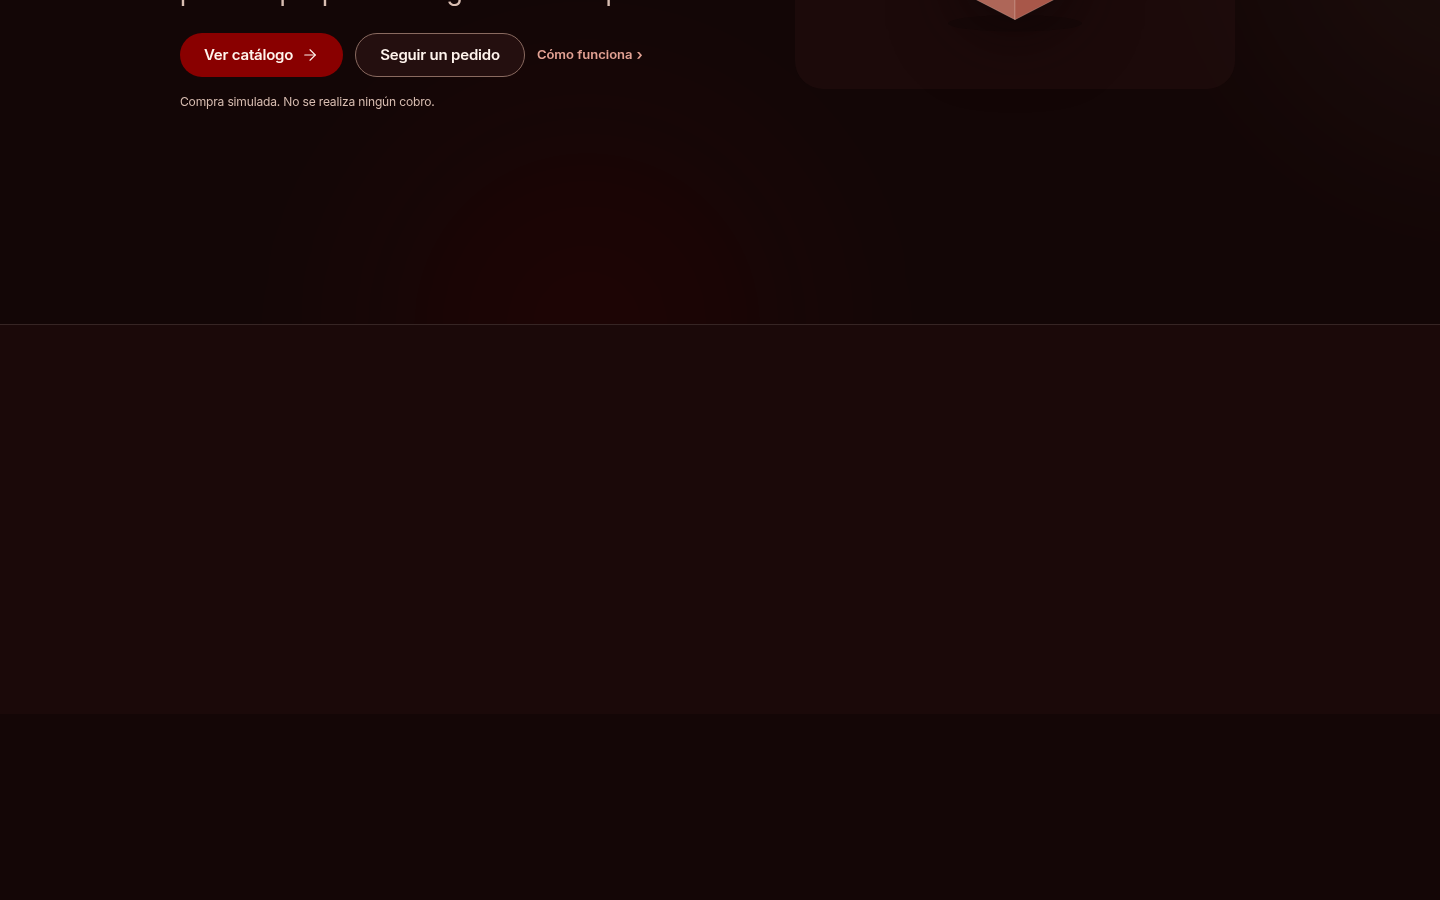 Ver catálogo
Seguir un pedido
Cómo funciona ›
Compra simulada. No se realiza ningún cobro.